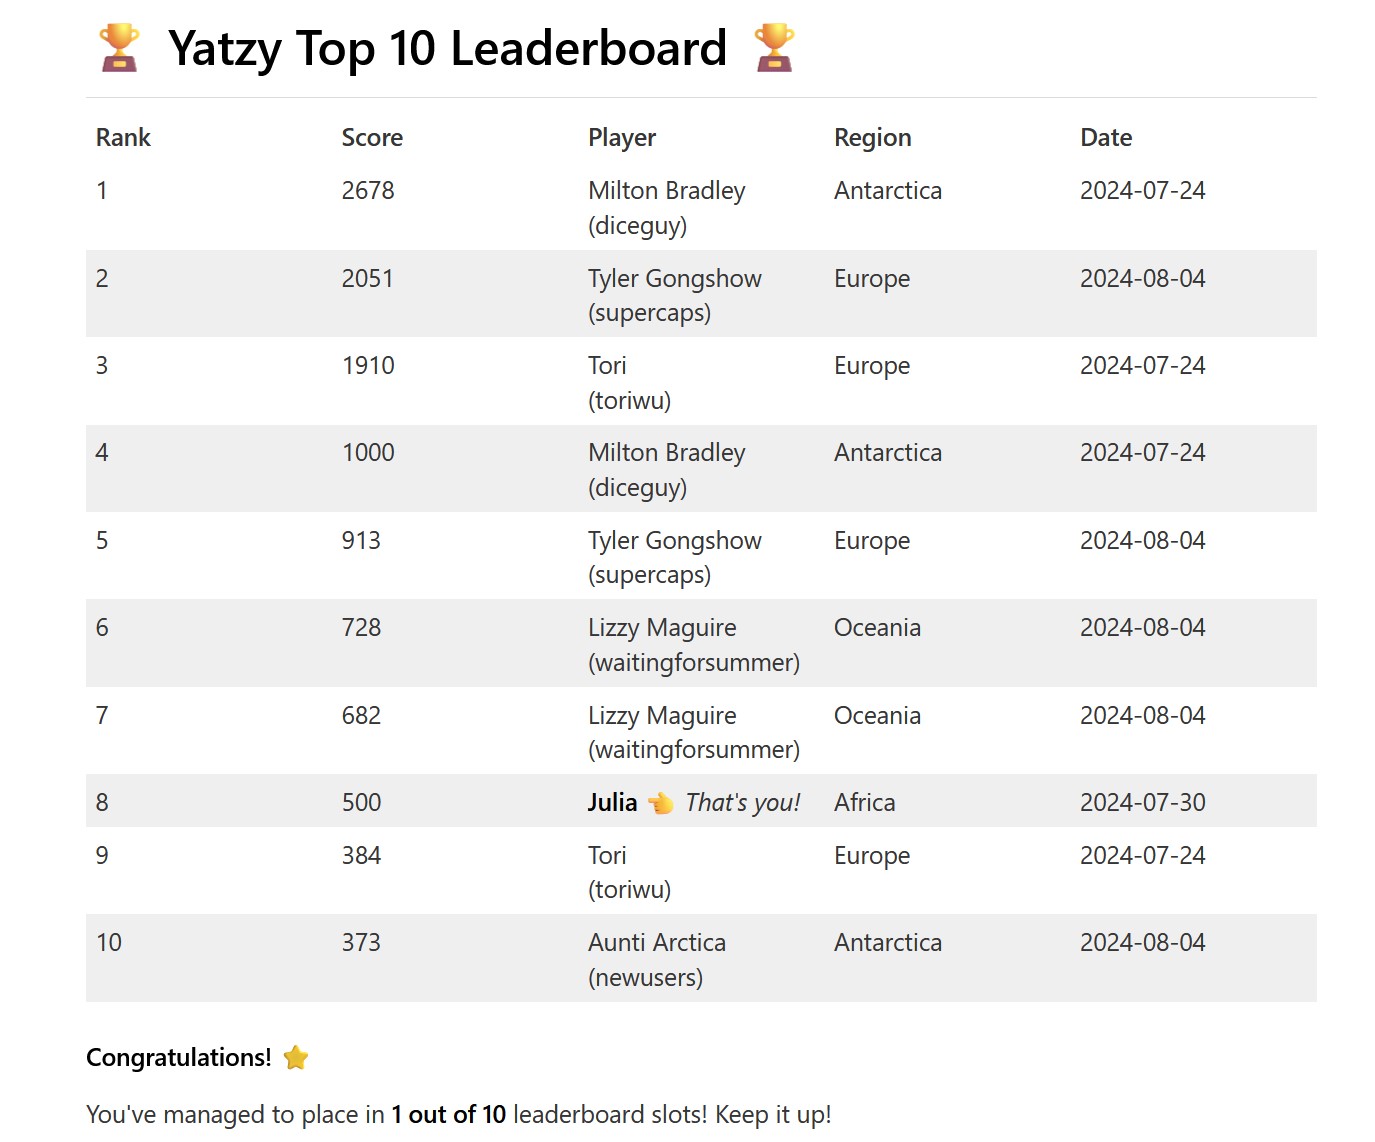 🏆 Yatzy Top 10 Leaderboard 🏆
Rank Score Player Region Date
1 2678 Milton Bradley Antarctica 2024-07-24
(diceguy)
2 2051 Tyler Gongshow Europe 2024-08-04
(supercaps)
3 1910 Tori Europe 2024-07-24
(toriwu)
4 1000 Milton Bradley Antarctica 2024-07-24
(diceguy)
5 913 Tyler Gongshow Europe 2024-08-04
(supercaps)
6 728 Lizzy Maguire Oceania 2024-08-04
(waitingforsummer)
7 682 Lizzy Maguire Oceania 2024-08-04
(waitingforsummer)
8 500 Julia 👈 That's you! Africa 2024-07-30
9 384 Tori Europe 2024-07-24
(toriwu)
10 373 Aunti Arctica Antarctica 2024-08-04
(newusers)
Congratulations! ⭐
You've managed to place in 1 out of 10 leaderboard slots! Keep it up!